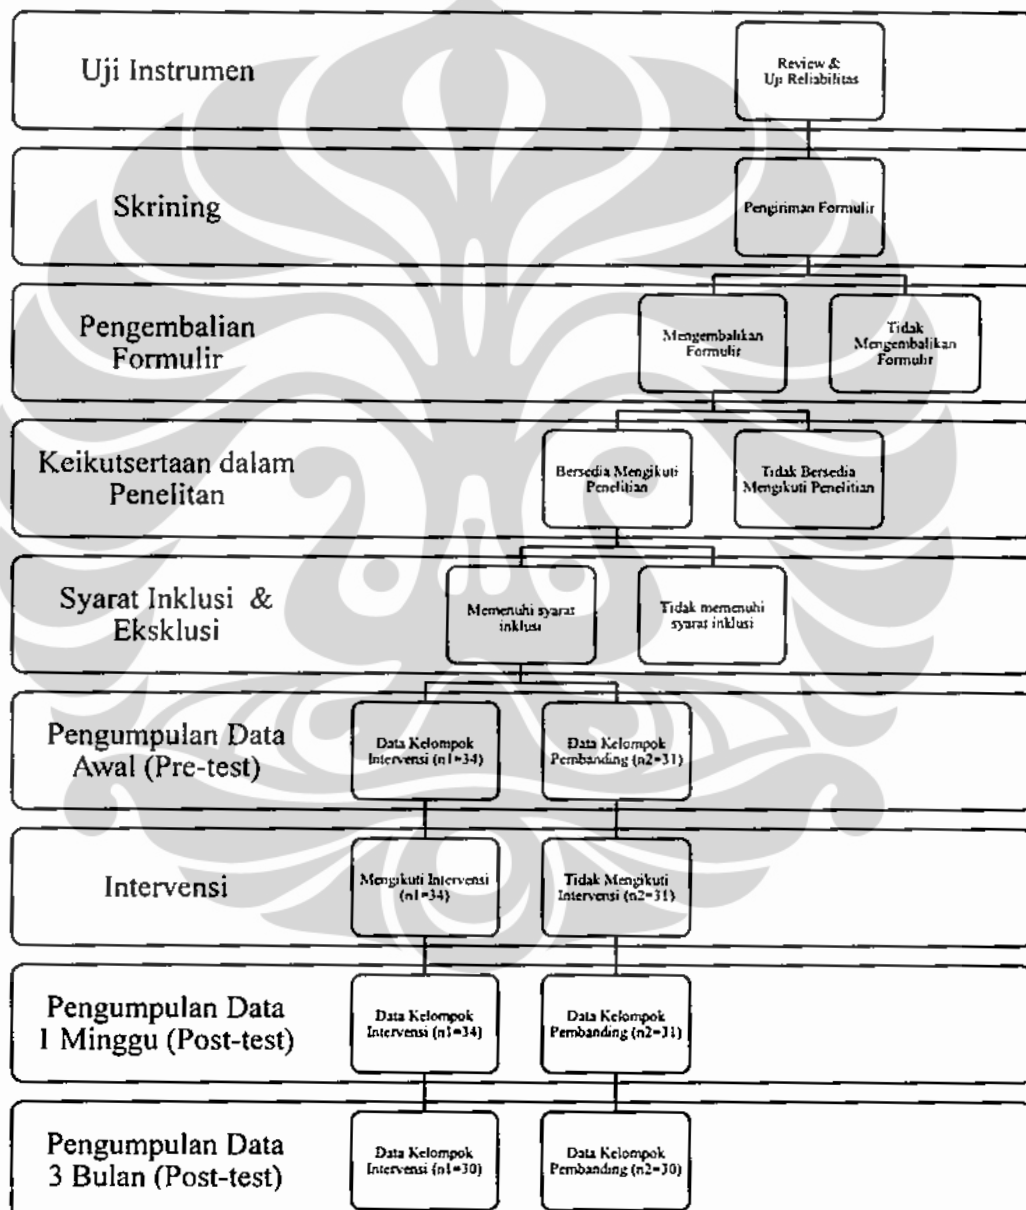 Uji Instrumen
Review &
Uji Reliabilitas
Skrining
Pengiriman Formulir
Pengembalian
Formulir
Mengembalikan
Formulir
Tidak
Mengembalikan
Formulir
Keikutsertaan dalam
Penelitan
Bersedia Mengikuti
Penelitian
Tidak Bersedia
Mengikuti Penelitian
Syarat Inklusi &
Eksklusi
Memenuhi syarat
inklusi
Tidak memenuhi
syarat inklusi
Pengumpulan Data
Awal (Pre-test)
Data Kelompok
Intervensi (n1=34)
Data Kelompok
Pembanding (n2=31)
Intervensi
Mengikuti Intervensi
(n1=34)
Tidak Mengikuti
Intervensi (n2=31)
Pengumpulan Data
1 Minggu (Post-test)
Data Kelompok
Intervensi (n1=34)
Data Kelompok
Pembanding (n2=31)
Pengumpulan Data
3 Bulan (Post-test)
Data Kelompok
Intervensi (n1=30)
Data Kelompok
Pembanding (n2=30)